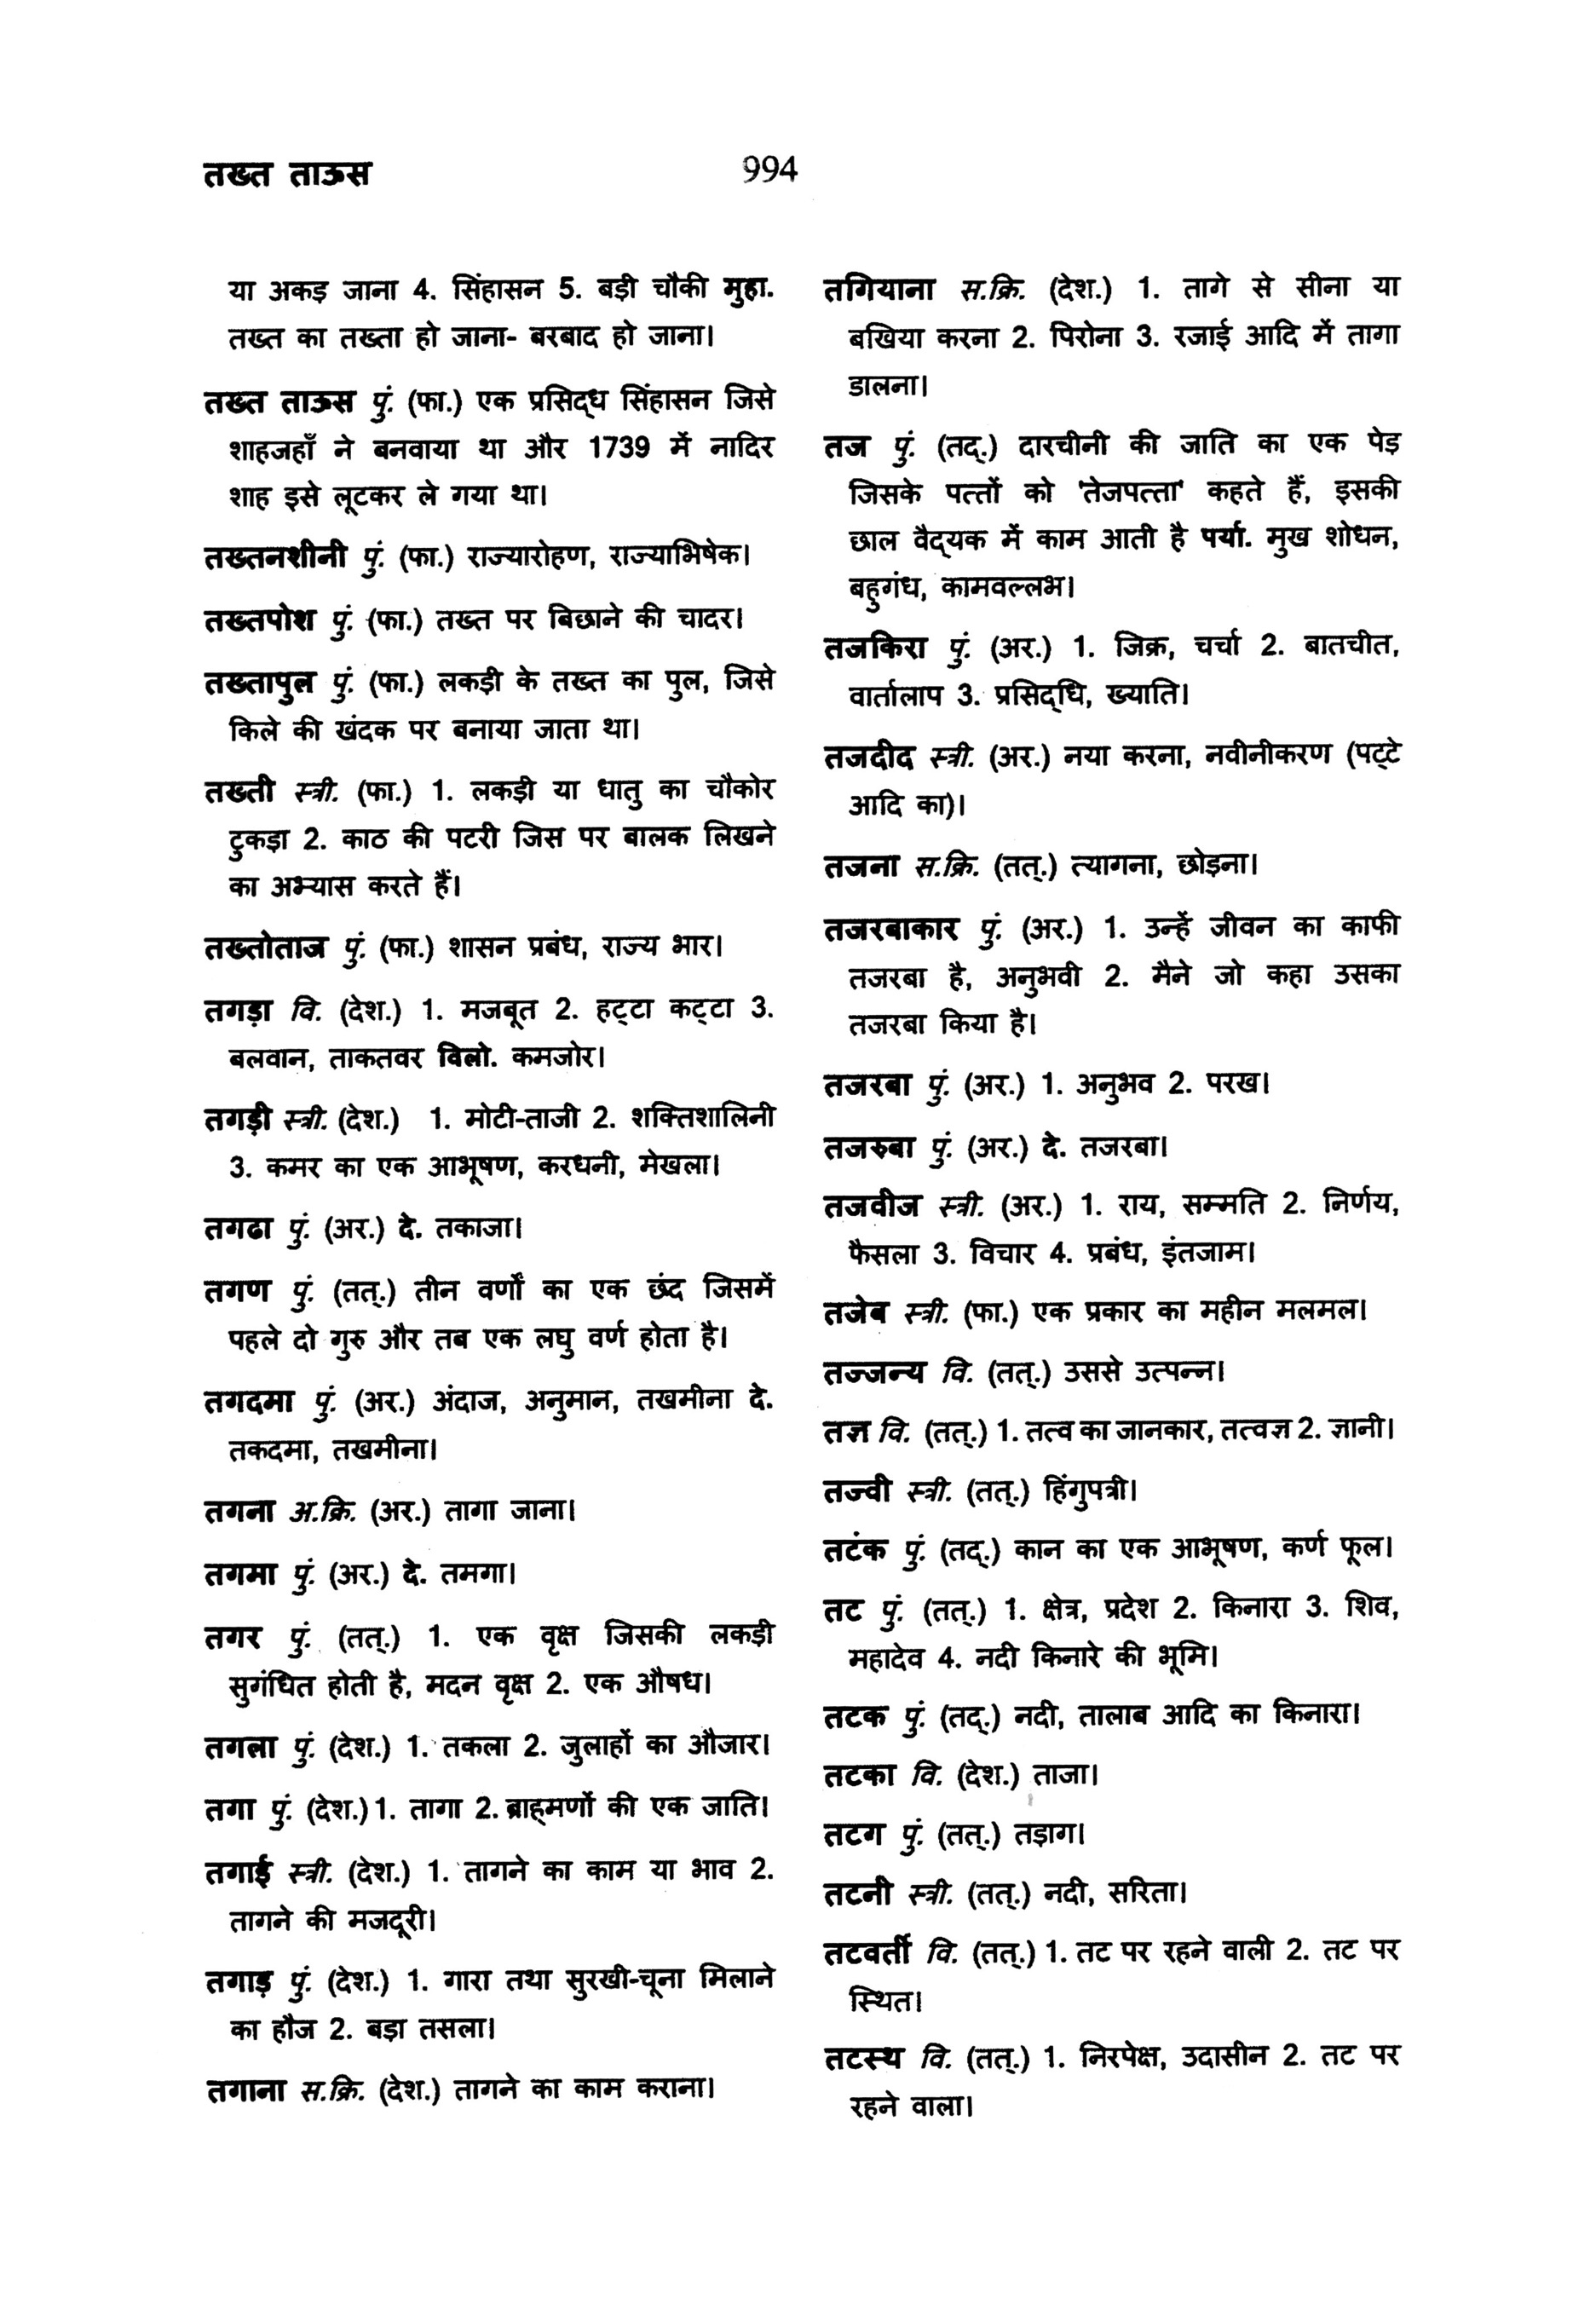 तख्त ताऊस
994
या अकड़ जाना 4. सिंहासन 5. बड़ी चौकी मुहा.
तख्त का तख्ता हो जाना- बरबाद हो जाना।
तख्त ताऊस पुं. (फा.) एक प्रसिद्ध सिंहासन जिसे
शाहजहाँ ने बनवाया था और 1739 में नादिर
शाह इसे लूटकर ले गया था।
तख्तनशीनी पुं. (फा.) राज्यारोहण, राज्याभिषेक।
तख्तपोश पुं. (फा.) तख्त पर बिछाने की चादर।
तख्तापुल पुं. (फा.) लकड़ी के तख्त का पुल, जिसे
किले की खंदक पर बनाया जाता था।
तख्ती स्त्री. (फा.) 1. लकड़ी या धातु का चौकोर
टुकड़ा 2. काठ की पटरी जिस पर बालक लिखने
का अभ्यास करते हैं।
तख्तोताज पुं. (फा.) शासन प्रबंध, राज्य भार।
तगड़ा वि. (देश.) 1. मजबूत 2. हट्टा कट्टा 3.
बलवान, ताकतवर विलो. कमजोर।
तगड़ी स्त्री. (देश.) 1. मोटी-ताजी 2. शक्तिशालिनी
3. कमर का एक आभूषण, करधनी, मेखला।
तगढा पुं. (अर.) दे. तकाजा।
तगण पुं. (तत्.) तीन वर्णों का एक छंद जिसमें
पहले दो गुरु और तब एक लघु वर्ण होता है।
तगदमा पुं. (अर.) अंदाज, अनुमान, तखमीना दे.
तकदमा, तखमीना।
तगना अ.क्रि. (अर.) तागा जाना।
तगमा पुं. (अर.) दे. तमगा।
तगर पुं. (तत्.) 1. एक वृक्ष जिसकी लकड़ी
सुगंधित होती है, मदन वृक्ष 2. एक औषध।
तगला पुं. (देश.) 1. तकला 2. जुलाहों का औजार।
तगा पुं. (देश.) 1. तागा 2. ब्राह्मणों की एक जाति।
तगाई स्त्री. (देश.) 1. तागने का काम या भाव 2.
तागने की मजदूरी।
तगाड़ पुं. (देश.) 1. गारा तथा सुरखी-चूना मिलाने
का हौज 2. बड़ा तसला।
तगाना स.क्रि. (देश.) तागने का काम कराना।
तगियाना स.क्रि. (देश.) 1. तागे से सीना या
बखिया करना 2. पिरोना 3. रजाई आदि में तागा
डालना।
तज पुं. (तद्.) दारचीनी की जाति का एक पेड़
जिसके पत्तों को 'तेजपत्ता' कहते हैं, इसकी
छाल वैद्यक में काम आती है पर्या. मुख शोधन,
बहुगंध, कामवल्लभ।
तजकिरा पुं. (अर.) 1. जिक्र, चर्चा 2. बातचीत,
वार्तालाप 3. प्रसिद्धि, ख्याति।
तजदीद स्त्री. (अर.) नया करना, नवीनीकरण (पट्टे
आदि का)।
तजना स.क्रि. (तत्.) त्यागना, छोड़ना।
तजरबाकार पुं. (अर.) 1. उन्हें जीवन का काफी
तजरबा है, अनुभवी 2. मैने जो कहा उसका
तजरबा किया है।
तजरबा पुं. (अर.) 1. अनुभव 2. परख।
तजरुबा पुं. (अर.) दे. तजरबा।
तजवीज स्त्री. (अर.) 1. राय, सम्मति 2. निर्णय,
फैसला 3. विचार 4. प्रबंध, इंतजाम।
तजेब स्त्री. (फा.) एक प्रकार का महीन मलमल।
तज्जन्य वि. (तत्.) उससे उत्पन्न।
तज्ञ वि. (तत्.) 1. तत्व का जानकार, तत्वज्ञ 2. ज्ञानी।
तज्वी स्त्री. (तत्.) हिंगुपत्री।
तटंक पुं. (तद्.) कान का एक आभूषण, कर्ण फूल।
तट पुं. (तत्.) 1. क्षेत्र, प्रदेश 2. किनारा 3. शिव,
महादेव 4. नदी किनारे की भूमि।
तटक पुं. (तद्.) नदी, तालाब आदि का किनारा।
तटका वि. (देश.) ताजा।
तटग पुं. (तत्.) तड़ाग।
तटनी स्त्री. (तत्.) नदी, सरिता।
तटवर्ती वि. (तत्.) 1. तट पर रहने वाली 2. तट पर
स्थित।
तटस्थ वि. (तत्.) 1. निरपेक्ष, उदासीन 2. तट पर
रहने वाला।